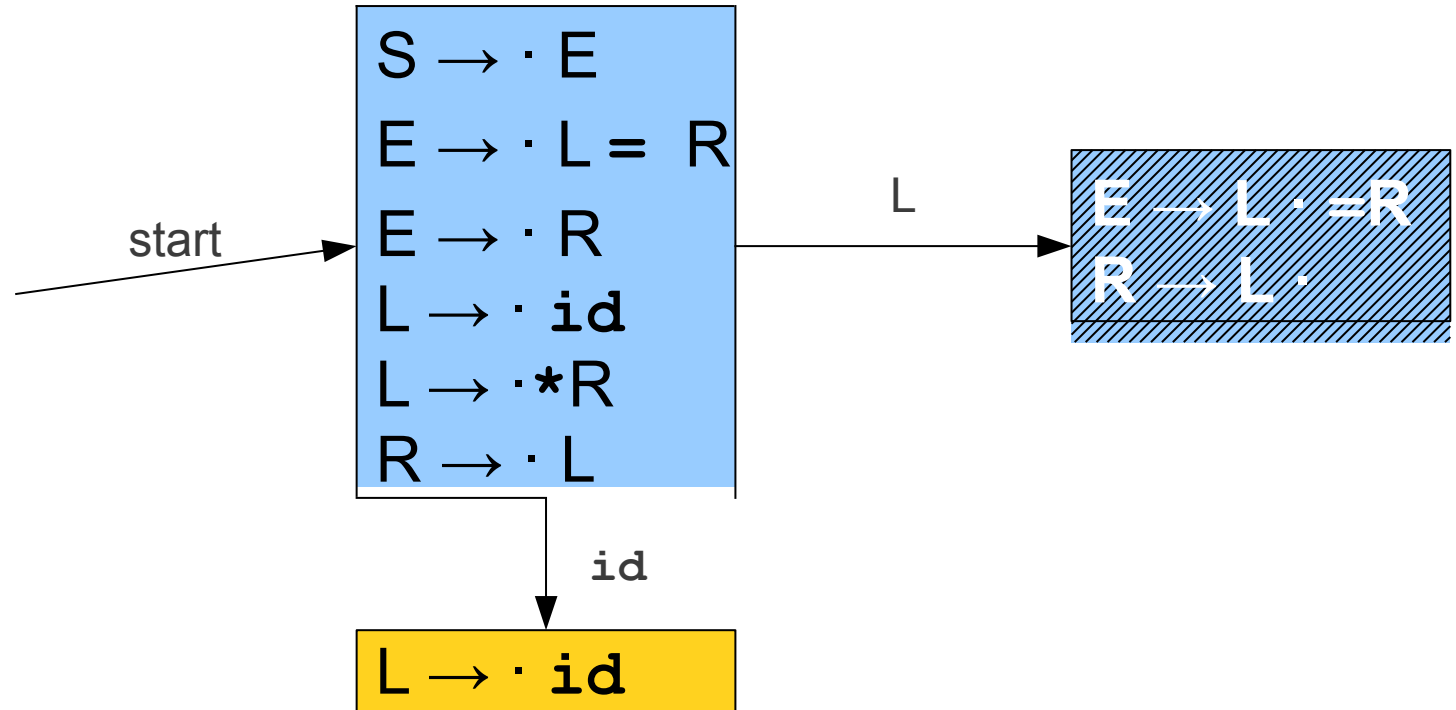 S → · E
E → · L = R
E → · R
L → · id
L → ·*R
R → · L
start
L
E → L · =R
R → L ·
id
L → · id